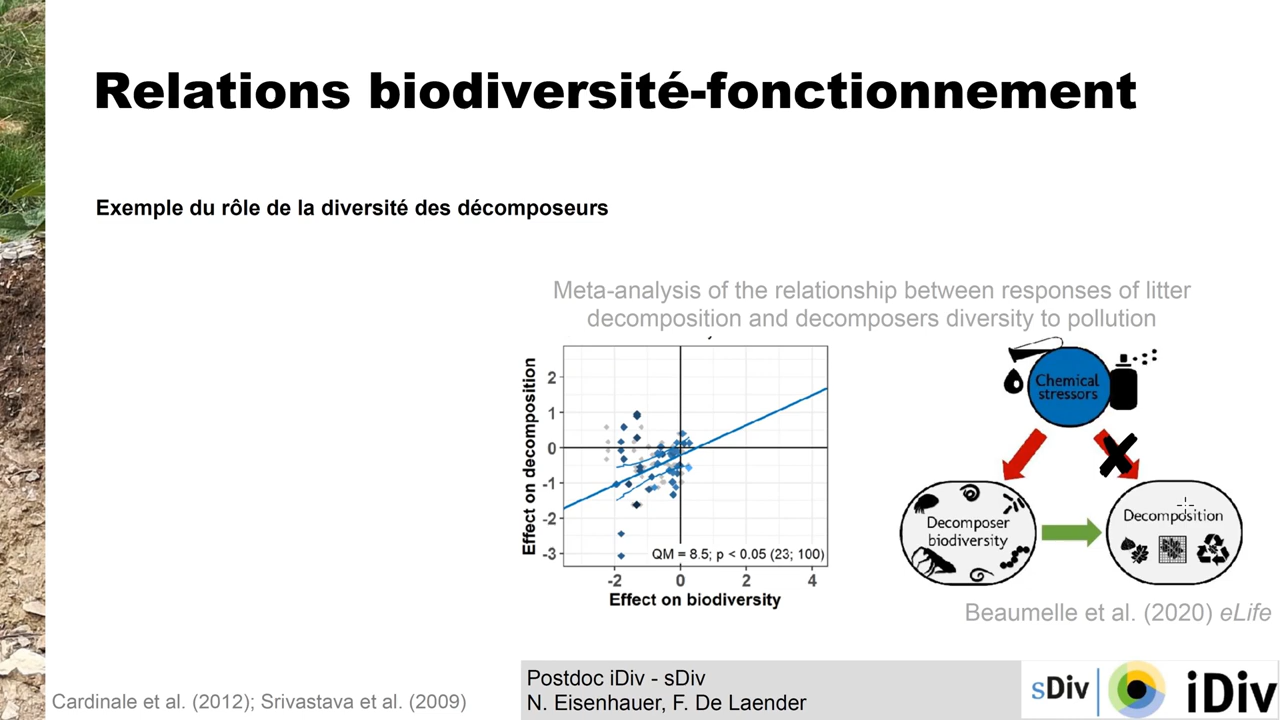 Relations biodiversité-fonctionnement
Exemple du rôle de la diversité des décomposeurs
Meta-analysis of the relationship between responses of litter
decomposition and decomposers diversity to pollution
Effect on decomposition
2
1
0
-1
-2
-3
QM = 8.5; p < 0.05 (23; 100)
-2 0 2 4
Effect on biodiversity
Chemical
stressors
Decomposer
biodiversity
Decomposition
Beaumelle et al. (2020) eLife
Cardinale et al. (2012); Srivastava et al. (2009)
Postdoc iDiv - sDiv
N. Eisenhauer, F. De Laender
sDiv
iDiv